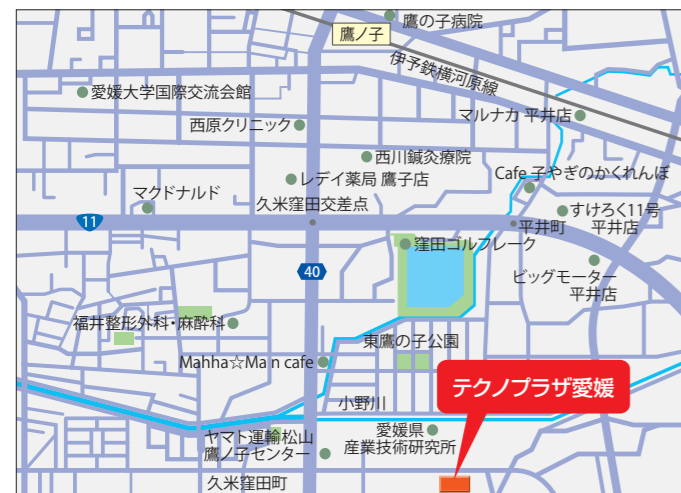 鷹の子病院
鷹ノ子
伊予鉄横河原線
愛媛大学国際交流会館
マルナカ 平井店
西原クリニック
西川鍼灸療院
レデイ薬局 鷹子店
Cafe 子やぎのかくれんぼ
マクドナルド
久米窪田交差点
すけろく11号
平井店
11
平井町
窪田ゴルフレーク
40
ビッグモーター
平井店
福井整形外科・麻酔科
東鷹の子公園
Mahha☆Main cafe
テクノプラザ愛媛
小野川
ヤマト運輸松山
鷹ノ子センター
愛媛県
産業技術研究所
久米窪田町